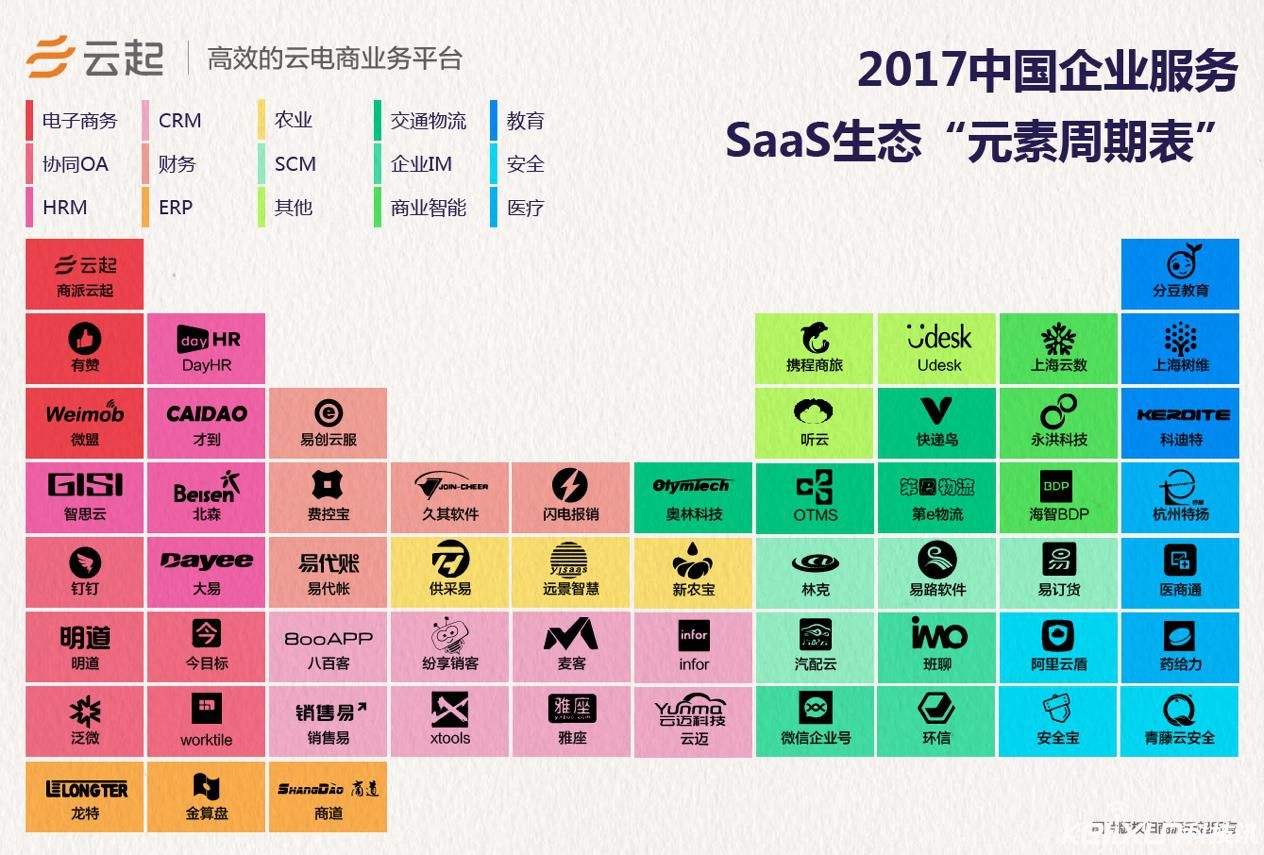 云起 高效的云电商业务平台
2017中国企业服务
SaaS生态“元素周期表”
电子商务 CRM 农业 交通物流 教育
协同OA 财务 SCM 企业IM 安全
HRM ERP 其他 商业智能 医疗
云起
商派云起
分豆教育
有赞
day HR
DayHR
携程商旅
Udesk
Udesk
上海云数
上海树维
Weimob
微盟
CAIDAO
才到
e
易创云服
听云
快递鸟
永洪科技
KERDITE
科迪特
GISI
智思云
Beisen
北森
费控宝
JOIN-CHEER
久其软件
闪电报销
OlymTech
奥林科技
OTMS
第e物流
第e物流
BDP
海智BDP
杭州特扬
钉钉
Dayee
大易
易代账
易代帐
供采易
yisaas
远景智慧
新农宝
林克
易路软件
易
易订货
医商通
明道
明道
今
今目标
800APP
八百客
纷享销客
麦客
infor
infor
汽配云
汽配云
imo
班聊
阿里云盾
药给力
泛微
worktile
销售易
销售易
xtools
雅座
yazuo.com
雅座
Yunma
云迈科技
云迈
微信企业号
环信
安全宝
青藤云安全
LONGTER
龙特
金算盘
SHANGDAO 商道
商道